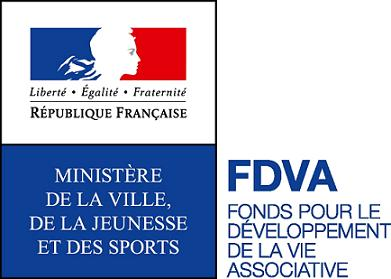 Liberté • Égalité • Fraternité
RÉPUBLIQUE FRANÇAISE
MINISTÈRE
DE LA VILLE,
DE LA JEUNESSE
ET DES SPORTS
FDVA
FONDS POUR LE
DÉVELOPPEMENT
DE LA VIE
ASSOCIATIVE